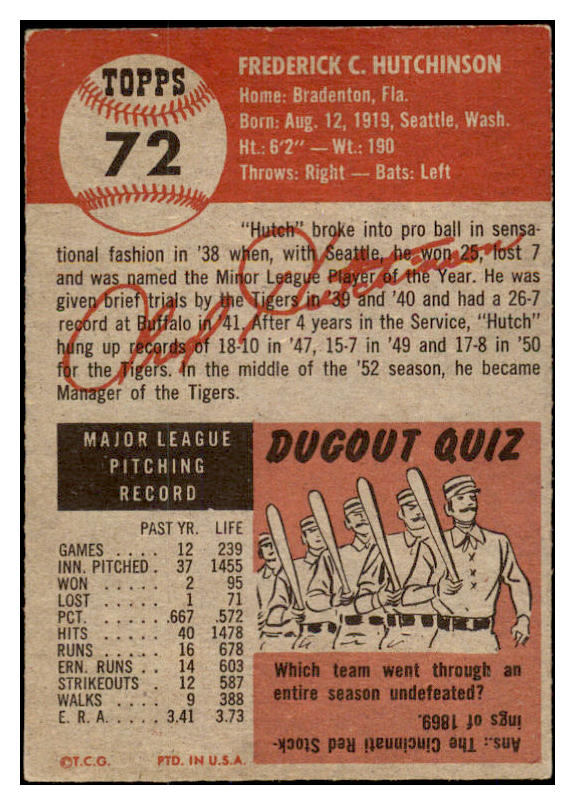 TOPPS
72
FREDERICK C. HUTCHINSON
Home: Bradenton, Fla.
Born: Aug. 12, 1919, Seattle, Wash.
Ht.: 6'2" — Wt.: 190
Throws: Right — Bats: Left
"Hutch" broke into pro ball in sensa-
tional fashion in '38 when, with Seattle, he won 25, lost 7
and was named the Minor League Player of the Year. He was
given brief trials by the Tigers in '39 and '40 and had a 26-7
record at Buffalo in '41. After 4 years in the Service, "Hutch"
hung up records of 18-10 in '47, 15-7 in '49 and 17-8 in '50
for the Tigers. In the middle of the '52 season, he became
Manager of the Tigers.
Fred Hutchinson
MAJOR LEAGUE
PITCHING
RECORD
PAST YR. LIFE
GAMES . . . . 12 239
INN. PITCHED . 37 1455
WON . . . . . 2 95
LOST . . . . . 1 71
PCT. . . . . . .667 .572
HITS . . . . . 40 1478
RUNS . . . . . 16 678
ERN. RUNS . . 14 603
STRIKEOUTS . . 12 587
WALKS . . . . 9 388
E. R. A. . . . . . 3.41 3.73
©T.C.G. PTD. IN U.S.A.
DUGOUT QUIZ
Which team went through an
entire season undefeated?
Ans.: The Cincinnati Red Stock-
ings of 1869.